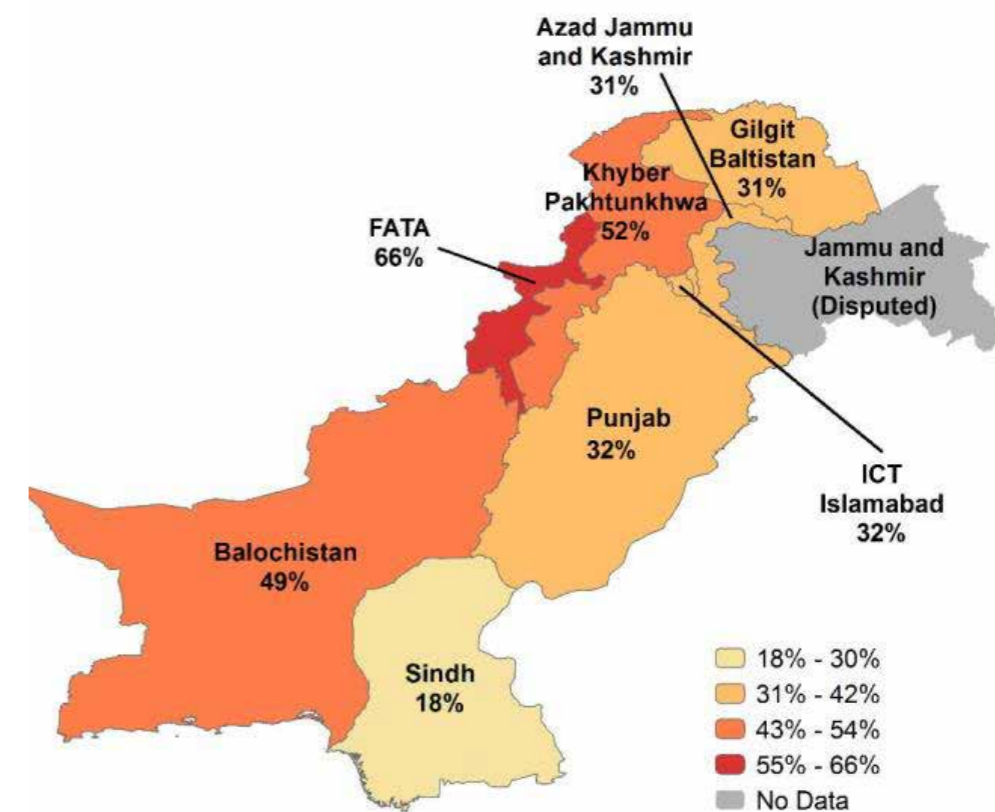 Azad Jammu
and Kashmir
31%
Gilgit
Baltistan
31%
Khyber
Pakhtunkhwa
52%
FATA
66%
Jammu and
Kashmir
(Disputed)
Punjab
32%
ICT
Islamabad
32%
Balochistan
49%
Sindh
18%
18% - 30%
31% - 42%
43% - 54%
55% - 66%
No Data